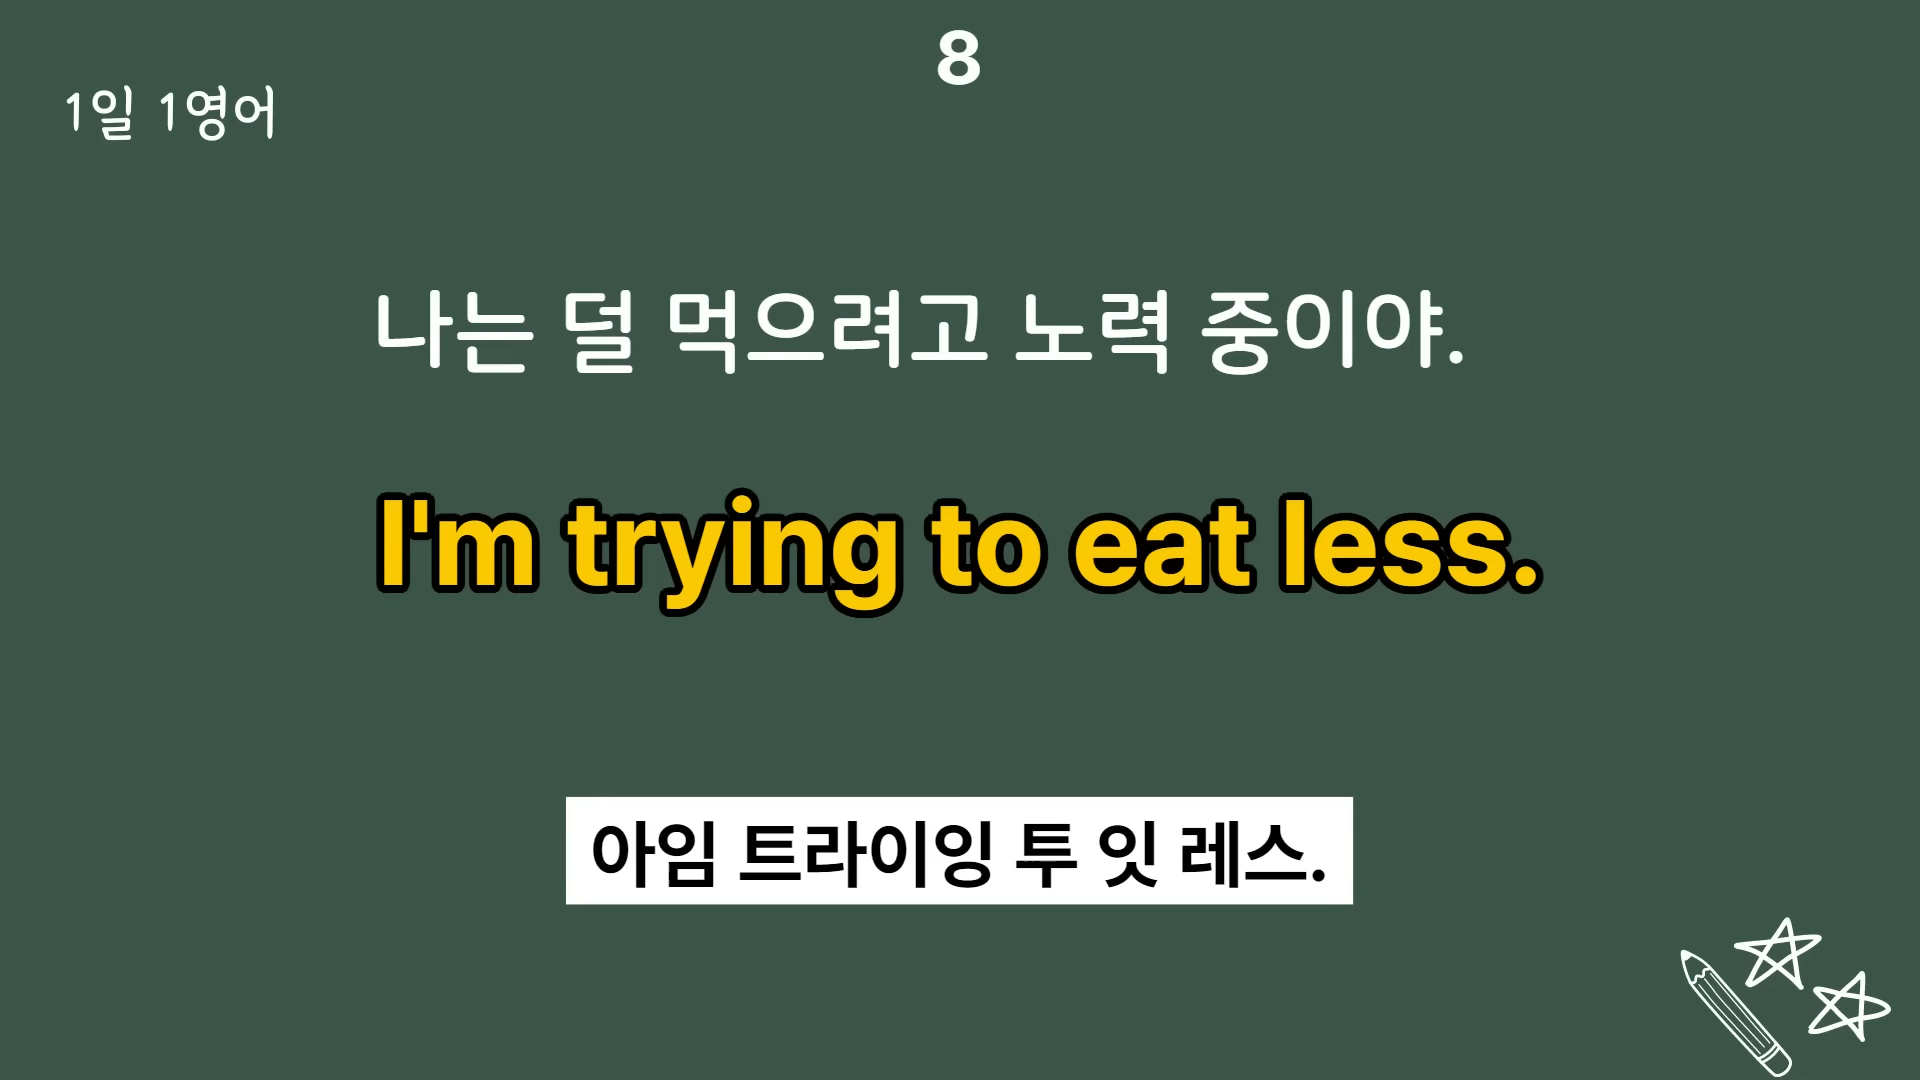 8
1일 1영어
나는 덜 먹으려고 노력 중이야.
I'm trying to eat less.
아임 트라이잉 투 잇 레스.